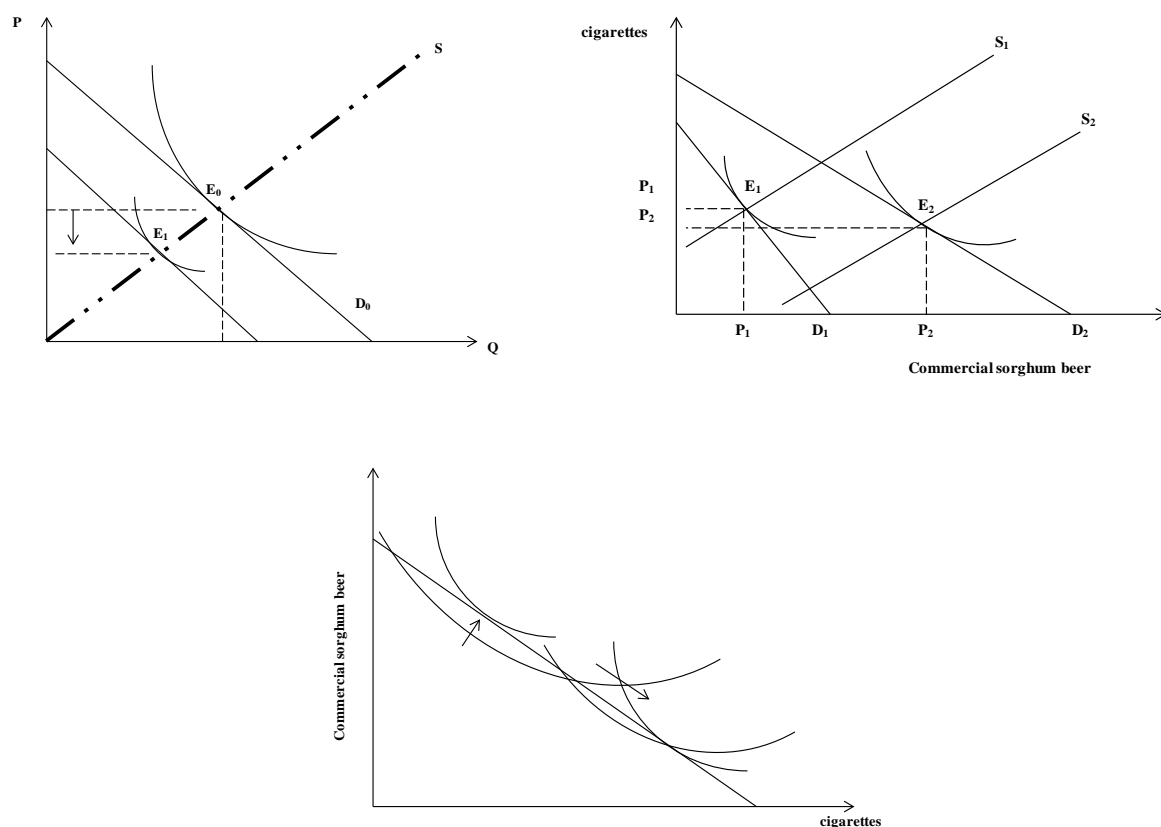 P
S
E₀
E₁
D₀
Q
cigarettes
S₁
S₂
P₁
E₁
P₂
E₂
P₁
D₁
P₂
D₂
Commercial sorghum beer
Commercial sorghum beer
cigarettes